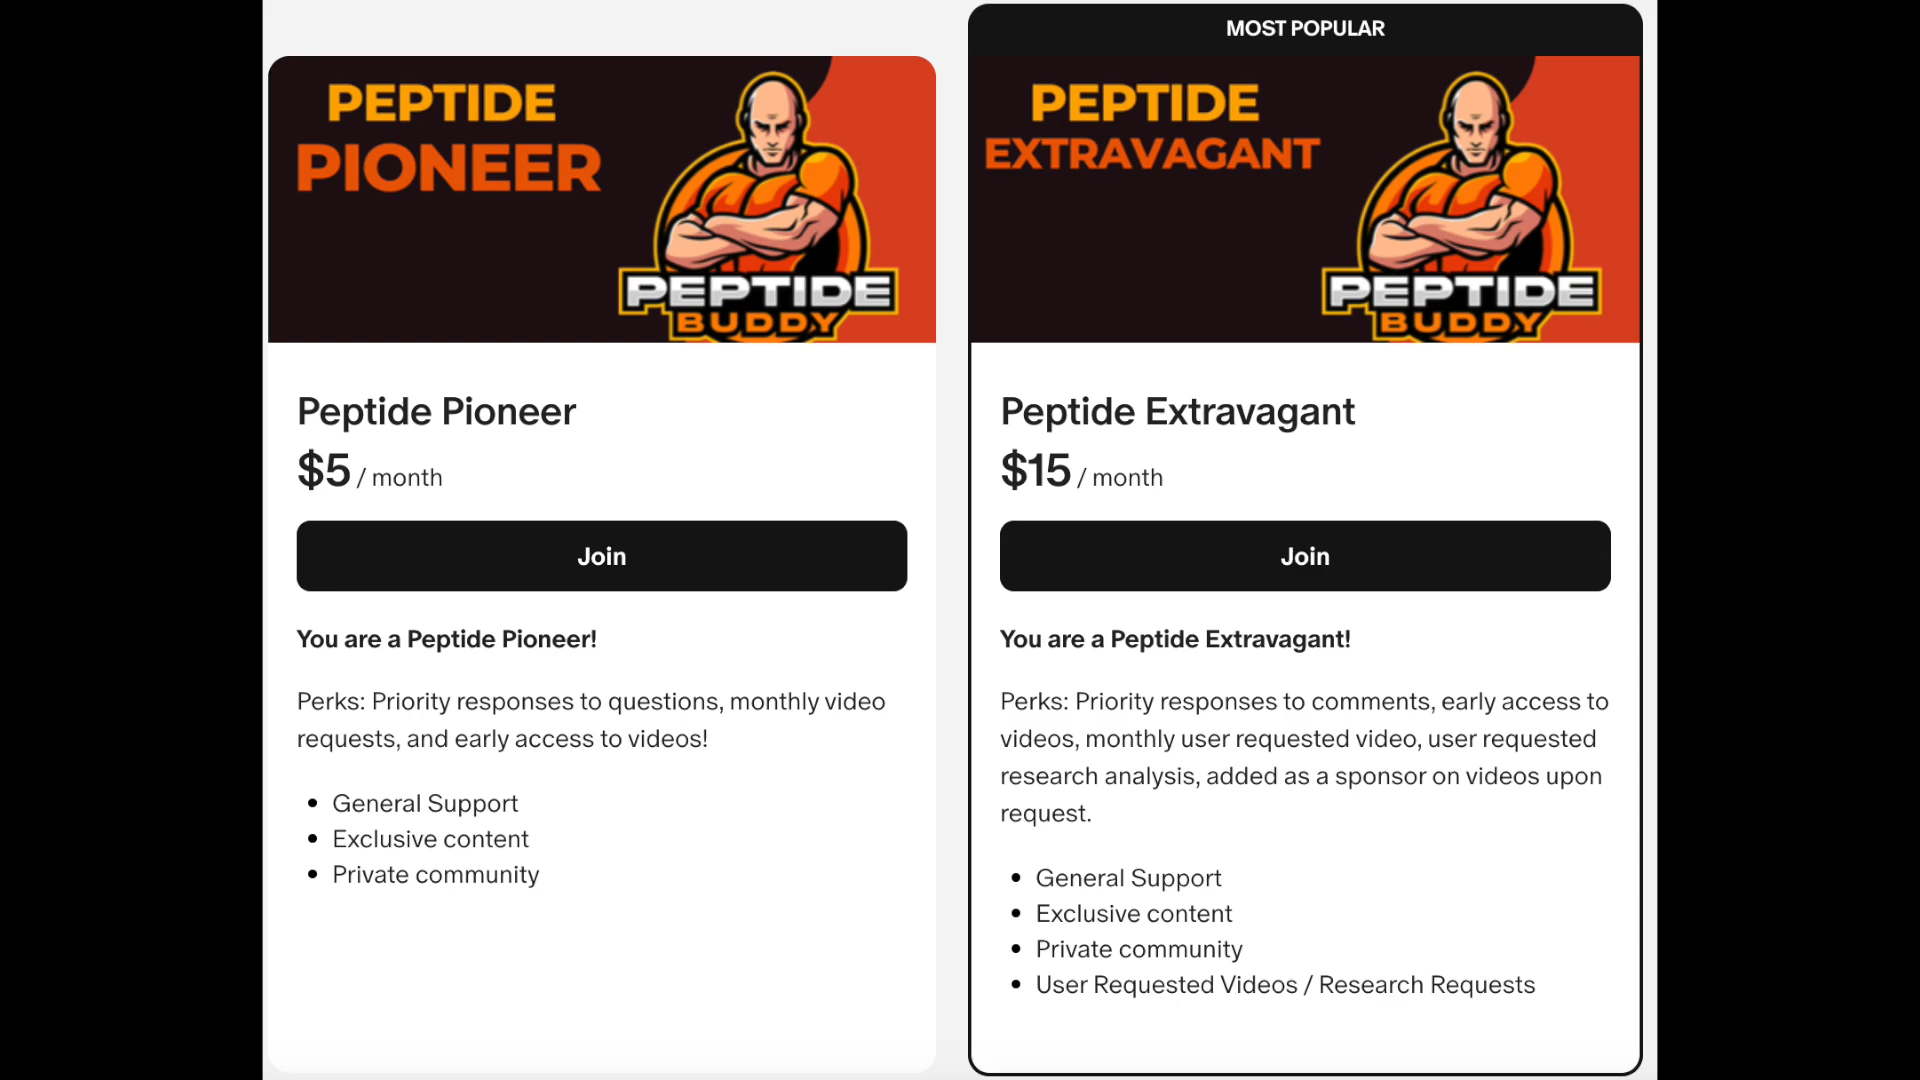 PEPTIDE
PIONEER
PEPTIDE
BUDDY
Peptide Pioneer
$5 / month
Join
You are a Peptide Pioneer!
Perks: Priority responses to questions, monthly video
requests, and early access to videos!
• General Support
• Exclusive content
• Private community
MOST POPULAR
PEPTIDE
EXTRAVAGANT
PEPTIDE
BUDDY
Peptide Extravagant
$15 / month
Join
You are a Peptide Extravagant!
Perks: Priority responses to comments, early access to
videos, monthly user requested video, user requested
research analysis, added as a sponsor on videos upon
request.
• General Support
• Exclusive content
• Private community
• User Requested Videos / Research Requests